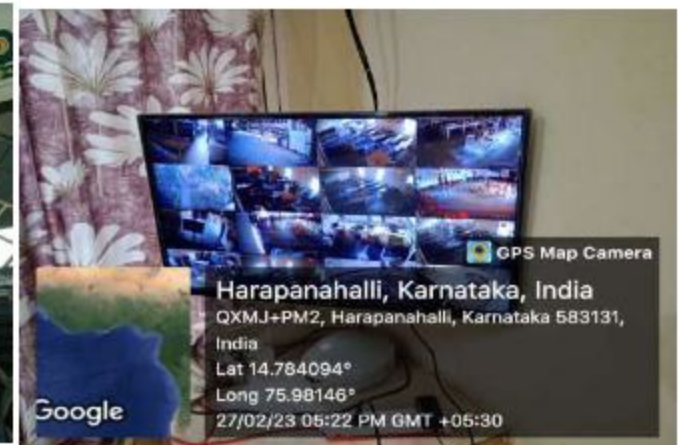 GPS Map Camera
Harapanahalli, Karnataka, India
QXMJ+PM2, Harapanahalli, Karnataka 583131,
India
Lat 14.784094°
Long 75.98146°
27/02/23 05:22 PM GMT +05:30
Google